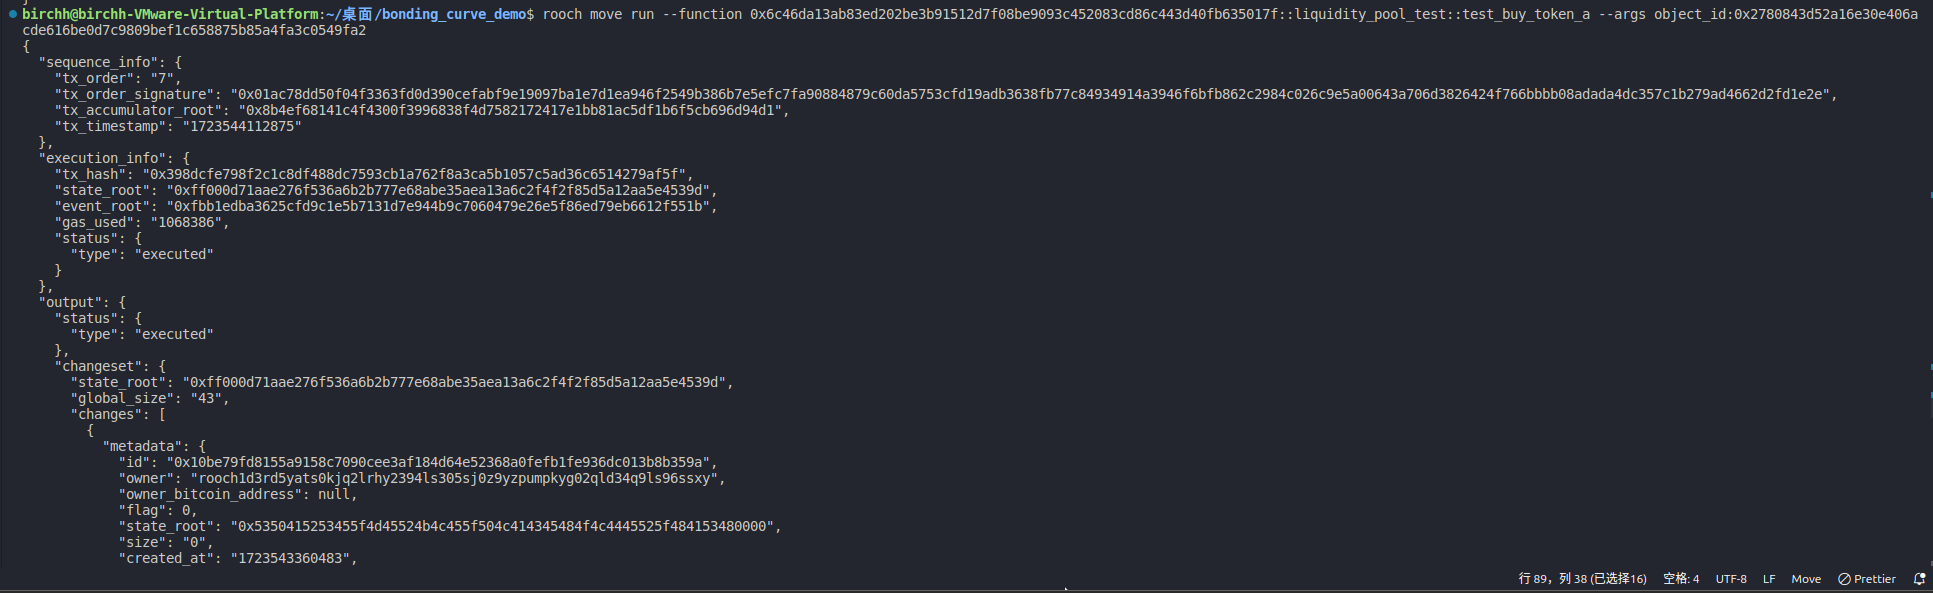 birchh@birchh-VMware-Virtual-Platform:~/桌面/bonding_curve_demo$ rooch move run --function 0x6c46da13ab83ed202be3b91512d7f08be9093c452083cd86c443d40fb635017f::liquidity_pool_test::test_buy_token_a --args object_id:0x2780843d52a16e30e406a
cde616be0d7c9809bef1c658875b85a4fa3c0549fa2
{
  "sequence_info": {
    "tx_order": "7",
    "tx_order_signature": "0x01ac78dd50f04f3363fd0d390cefabf9e19097ba1e7d1ea946f2549b386b7e5efc7fa90884879c60da5753cfd19adb3638fb77c84934914a3946f6bfb862c2984c026c9e5a00643a706d3826424f766bbbb08adada4dc357c1b279ad4662d2fd1e2e",
    "tx_accumulator_root": "0x8b4ef68141c4f4300f3996838f4d7582172417e1bb81ac5df1b6f5cb696d94d1",
    "tx_timestamp": "1723544112875"
  },
  "execution_info": {
    "tx_hash": "0x398dcfe798f2c1c8df488dc7593cb1a762f8a3ca5b1057c5ad36c6514279af5f",
    "state_root": "0xff000d71aae276f536a6b2b777e68abe35aea13a6c2f4f2f85d5a12aa5e4539d",
    "event_root": "0xfbb1edba3625cfd9c1e5b7131d7e944b9c7060479e26e5f86ed79eb6612f551b",
    "gas_used": "1068386",
    "status": {
      "type": "executed"
    }
  },
  "output": {
    "status": {
      "type": "executed"
    },
    "changeset": {
      "state_root": "0xff000d71aae276f536a6b2b777e68abe35aea13a6c2f4f2f85d5a12aa5e4539d",
      "global_size": "43",
      "changes": [
        {
          "metadata": {
            "id": "0x10be79fd8155a9158c7090cee3af184d64e52368a0fefb1fe936dc013b8b359a",
            "owner": "rooch1d3rd5yats0kjq2lrhy2394ls305sj0z9yzpumpkyg02qld34q9ls96ssxy",
            "owner_bitcoin_address": null,
            "flag": 0,
            "state_root": "0x5350415253455f4d45524b4c455f504c414345484f4c4445525f484153480000",
            "size": "0",
            "created_at": "1723543360483",
行 89，列 38 (已选择16) 空格: 4 UTF-8 LF Move Prettier